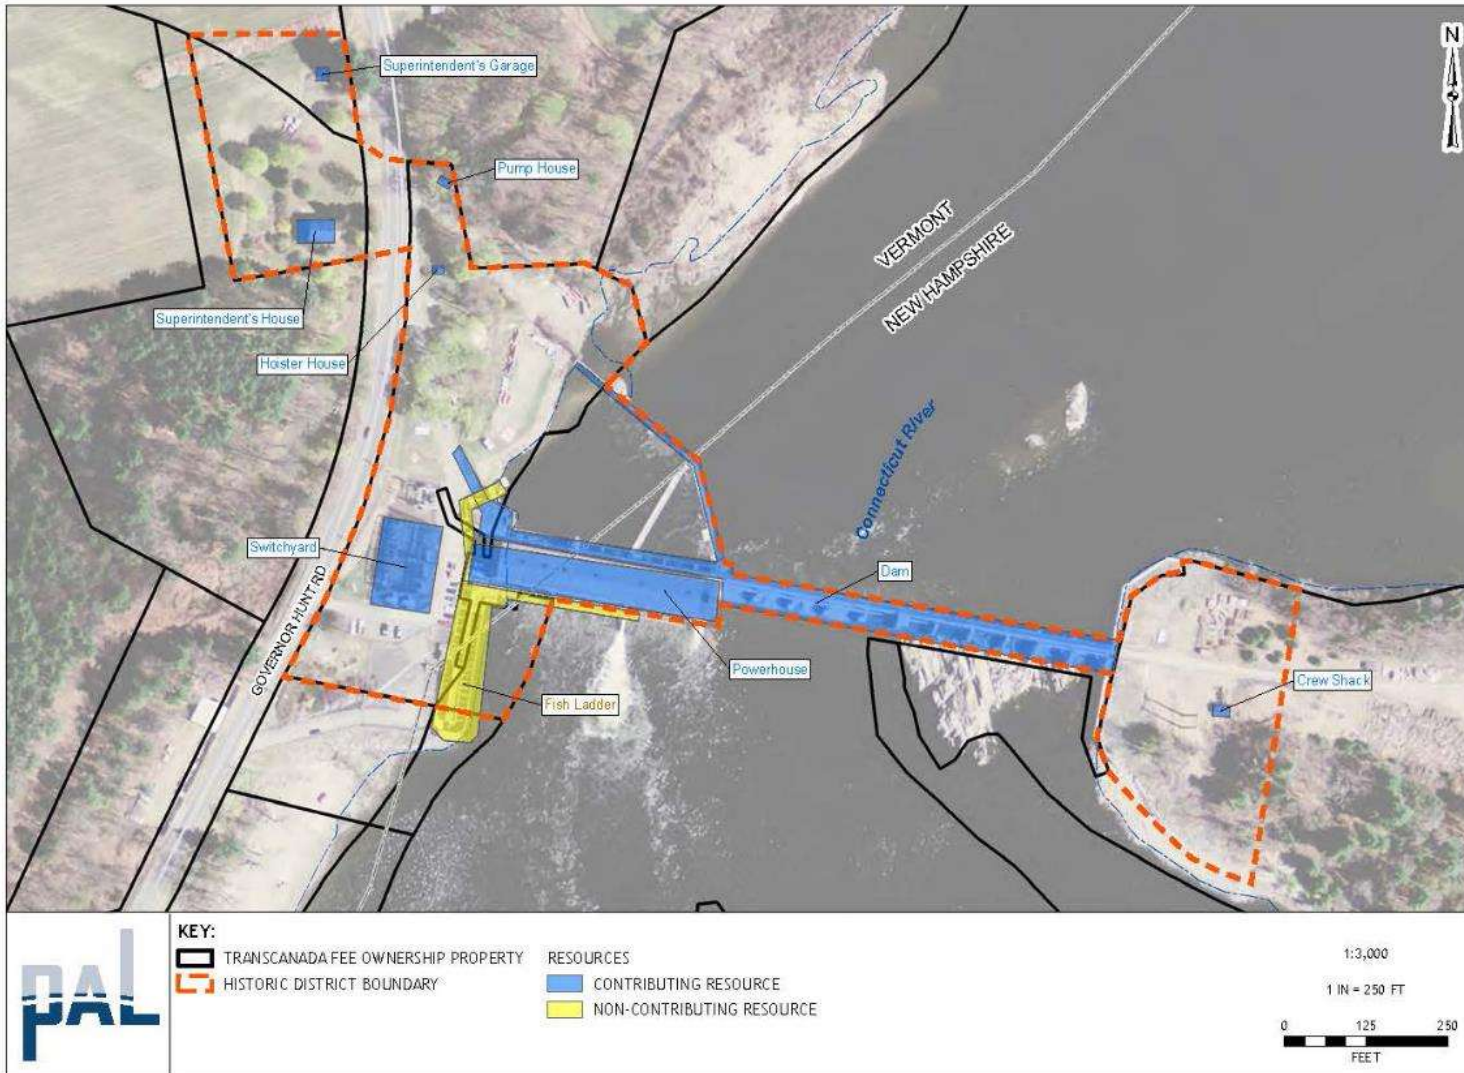 N
Superintendent's Garage
Pump House
VERMONT
NEW HAMPSHIRE
Superintendent's House
Hoister House
Connecticut River
Switchyard
Dam
GOVERNOR HUNT RD
Powerhouse
Crew Shack
Fish Ladder
pal
KEY:
TRANSCANADA FEE OWNERSHIP PROPERTY
HISTORIC DISTRICT BOUNDARY
RESOURCES
CONTRIBUTING RESOURCE
NON-CONTRIBUTING RESOURCE
1:3,000
1 IN = 250 FT
0 125 250
FEET